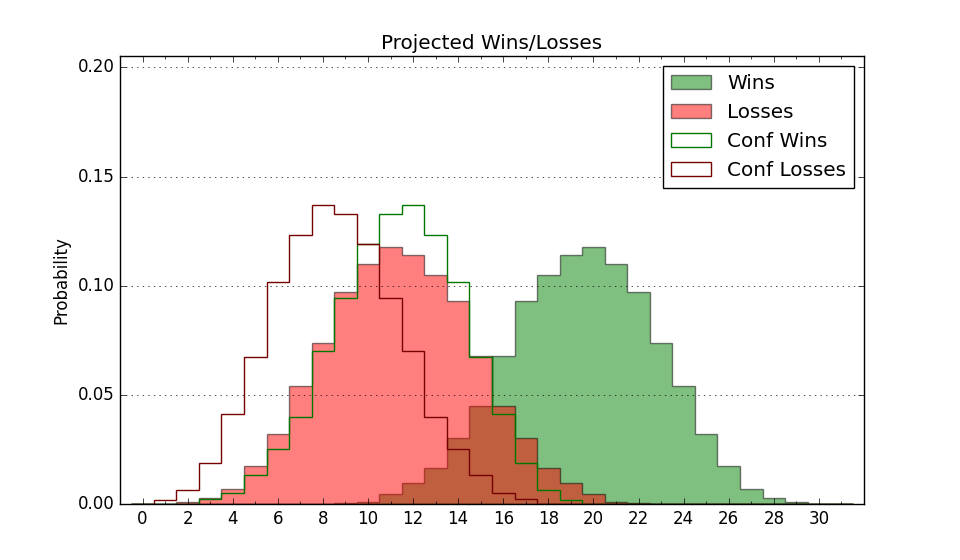 Projected Wins/Losses
0.20
0.15
0.10
0.05
0.00
Probability
Wins
Losses
Conf Wins
Conf Losses
0 2 4 6 8 10 12 14 16 18 20 22 24 26 28 30